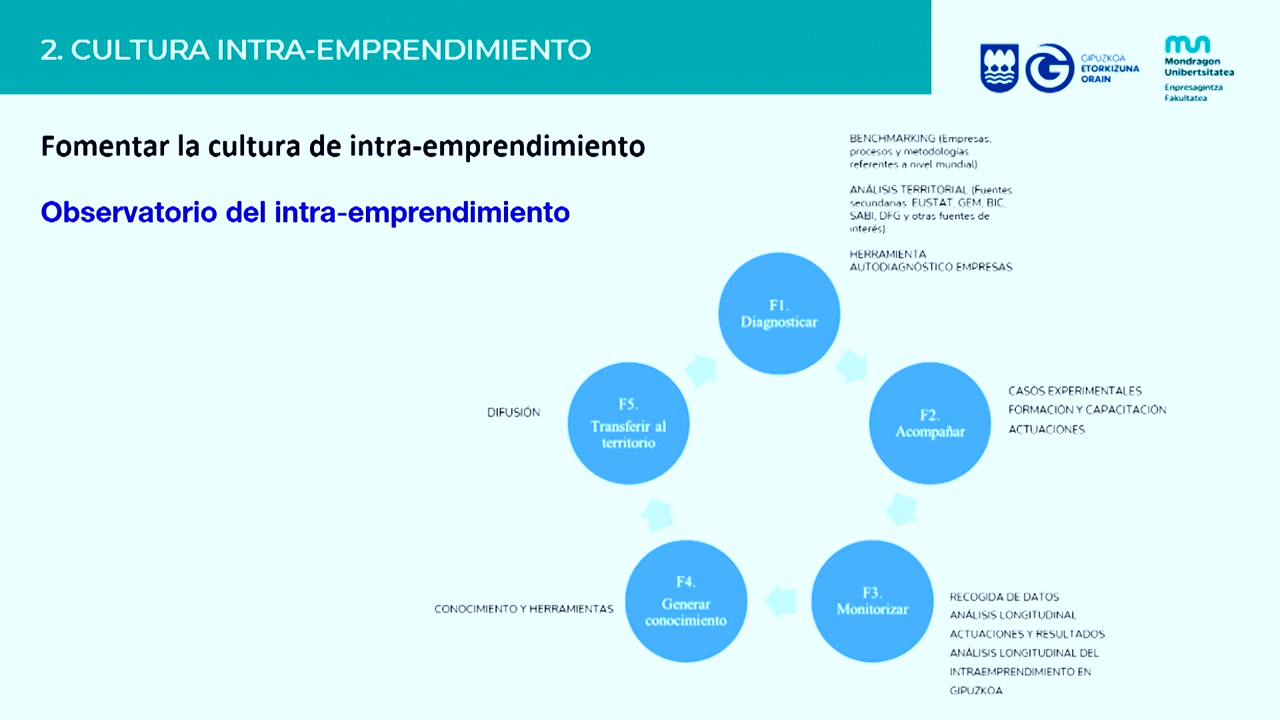 2. CULTURA INTRA-EMPRENDIMIENTO
GIPUZKOA
ETORKIZUNA
ORAIN
Mondragon
Unibertsitatea
Enpresagintza
Fakultatea
Fomentar la cultura de intra-emprendimiento
Observatorio del intra-emprendimiento
BENCHMARKING (Empresas,
procesos y metodologías
referentes a nivel mundial)
ANÁLISIS TERRITORIAL (Fuentes
secundarias: EUSTAT, GEM, BIC,
SABI, DFG y otras fuentes de
interés)
HERRAMIENTA
AUTODIAGNÓSTICO EMPRESAS
F1.
Diagnosticar
F2.
Acompañar
CASOS EXPERIMENTALES
FORMACIÓN Y CAPACITACIÓN
ACTUACIONES
F3.
Monitorizar
RECOGIDA DE DATOS
ANÁLISIS LONGITUDINAL
ACTUACIONES Y RESULTADOS
ANÁLISIS LONGITUDINAL DEL
INTRAEMPRENDIMIENTO EN
GIPUZKOA
F4.
Generar
conocimiento
CONOCIMIENTO Y HERRAMIENTAS
F5.
Transferir al
territorio
DIFUSIÓN